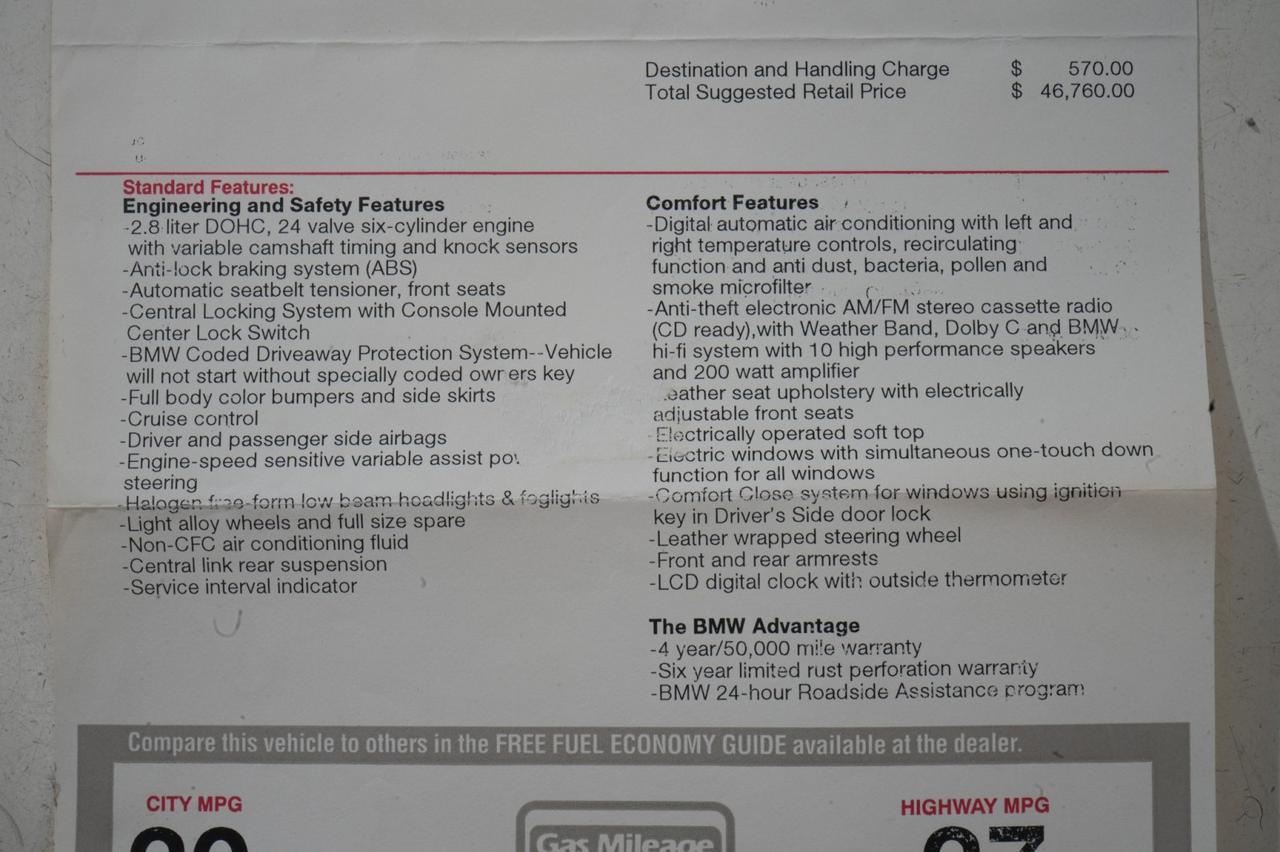 Destination and Handling Charge $ 570.00
Total Suggested Retail Price $ 46,760.00
Standard Features:
Engineering and Safety Features
-2.8 liter DOHC, 24 valve six-cylinder engine
with variable camshaft timing and knock sensors
-Anti-lock braking system (ABS)
-Automatic seatbelt tensioner, front seats
-Central Locking System with Console Mounted
Center Lock Switch
-BMW Coded Driveaway Protection System--Vehicle
will not start without specially coded owners key
-Full body color bumpers and side skirts
-Cruise control
-Driver and passenger side airbags
-Engine-speed sensitive variable assist
steering
-Halogen free-form low beam headlights & foglights
-Light alloy wheels and full size spare
-Non-CFC air conditioning fluid
-Central link rear suspension
-Service interval indicator
Comfort Features
-Digital automatic air conditioning with left and
right temperature controls, recirculating
function and anti dust, bacteria, pollen and
smoke microfilter
-Anti-theft electronic AM/FM stereo cassette radio
(CD ready),with Weather Band, Dolby C and BMW
hi-fi system with 10 high performance speakers
and 200 watt amplifier
eather seat upholstery with electrically
adjustable front seats
-Electrically operated soft top
-Electric windows with simultaneous one-touch down
function for all windows
-Comfort Close system for windows using ignition
key in Driver's Side door lock
-Leather wrapped steering wheel
-Front and rear armrests
-LCD digital clock with outside thermometer
The BMW Advantage
-4 year/50,000 mile warranty
-Six year limited rust perforation warranty
-BMW 24-hour Roadside Assistance program
Compare this vehicle to others in the FREE FUEL ECONOMY GUIDE available at the dealer.
CITY MPG
HIGHWAY MPG
Gas Mileage